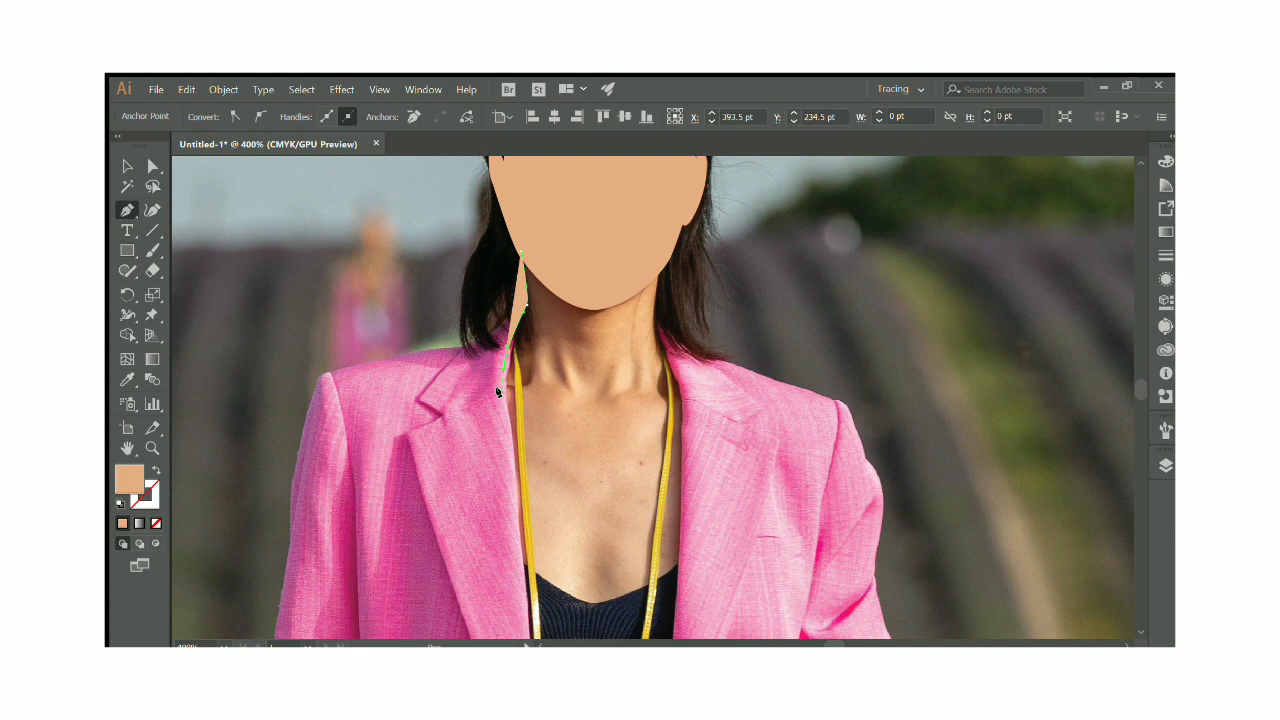 Ai File Edit Object Type Select Effect View Window Help Br St Tracing Search Adobe Stock
Anchor Point Convert: Handles: Anchors: X: 393.5 pt Y: 234.5 pt W: 0 pt H: 0 pt
Untitled-1* @ 400% (CMYK/GPU Preview)